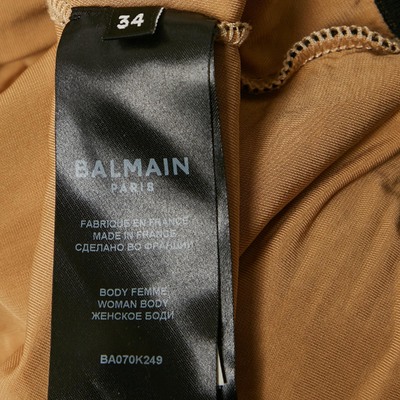 34
BALMAIN
PARIS
FABRIQUE EN FRANCE
MADE IN FRANCE
СДЕЛАНО ВО ФРАНЦИИ
BODY FEMME
WOMAN BODY
ЖЕНСКОЕ БОДИ
BA070K249